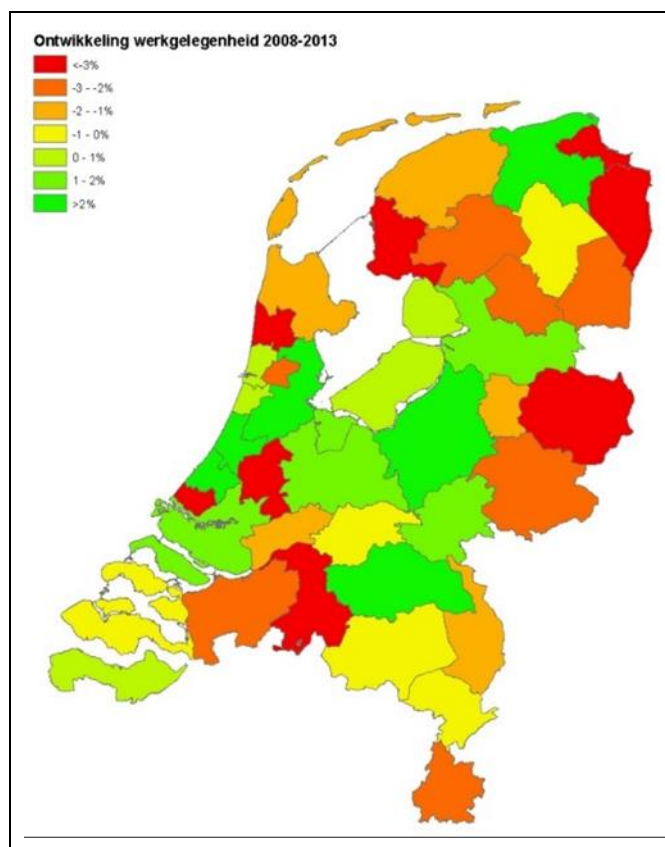 Ontwikkeling werkgelegenheid 2008-2013
<-3%
-3 - -2%
-2 - -1%
-1 - 0%
0 - 1%
1 - 2%
>2%